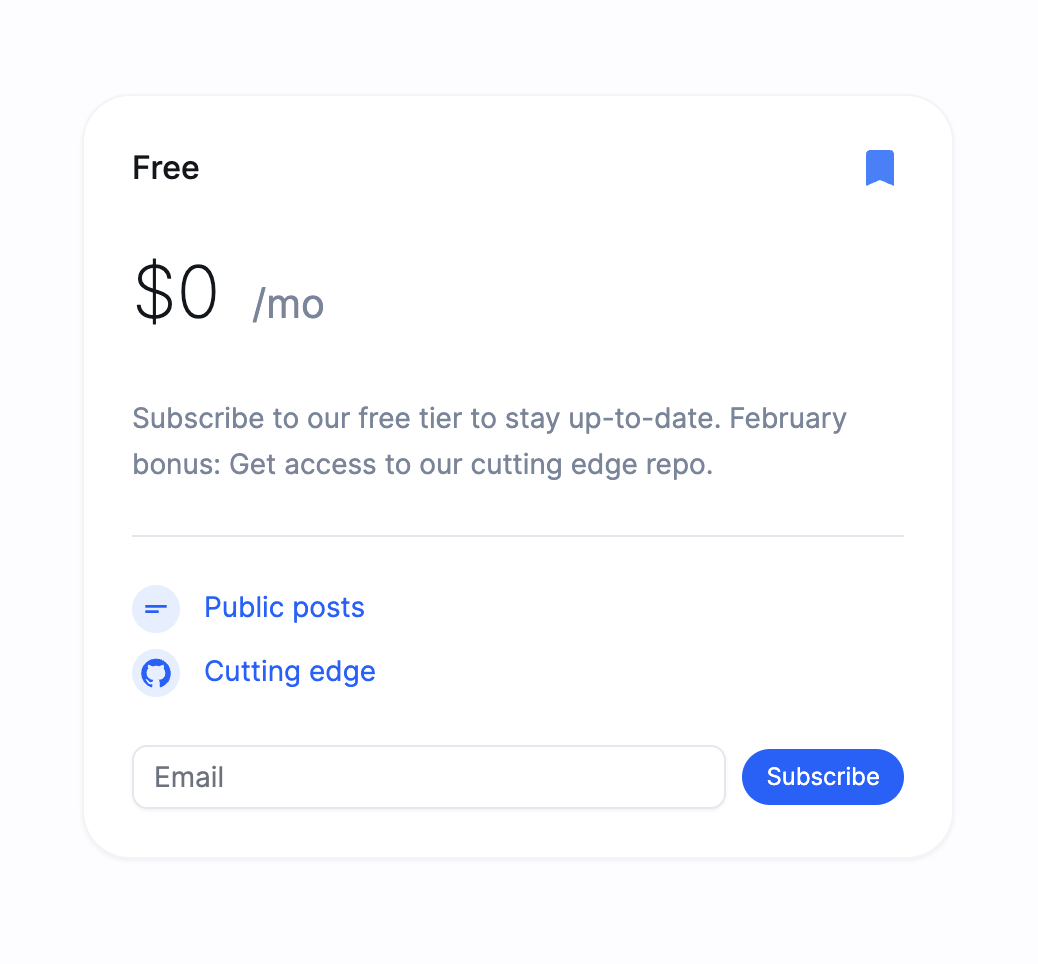 Free
$0 /mo
Subscribe to our free tier to stay up-to-date. February
bonus: Get access to our cutting edge repo.
Public posts
Cutting edge
Email
Subscribe